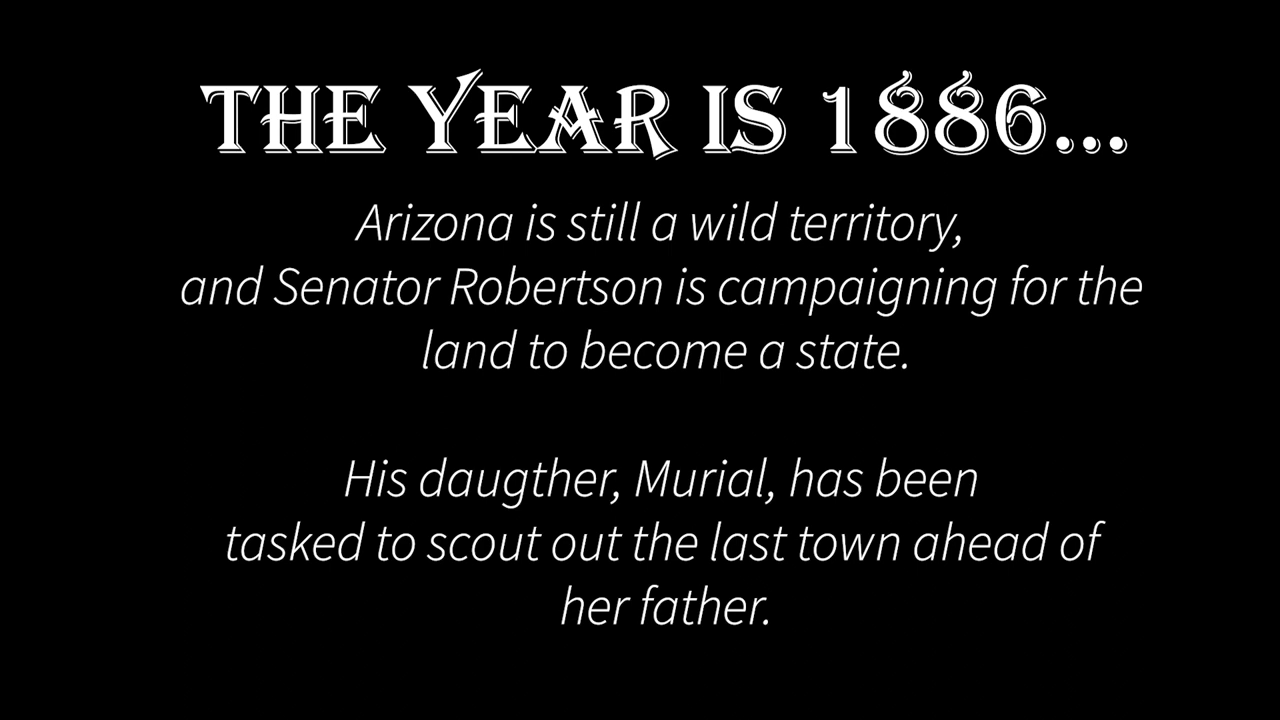 THE YEAR IS 1886...
Arizona is still a wild territory,
and Senator Robertson is campaigning for the
land to become a state.
His daugther, Murial, has been
tasked to scout out the last town ahead of
her father.